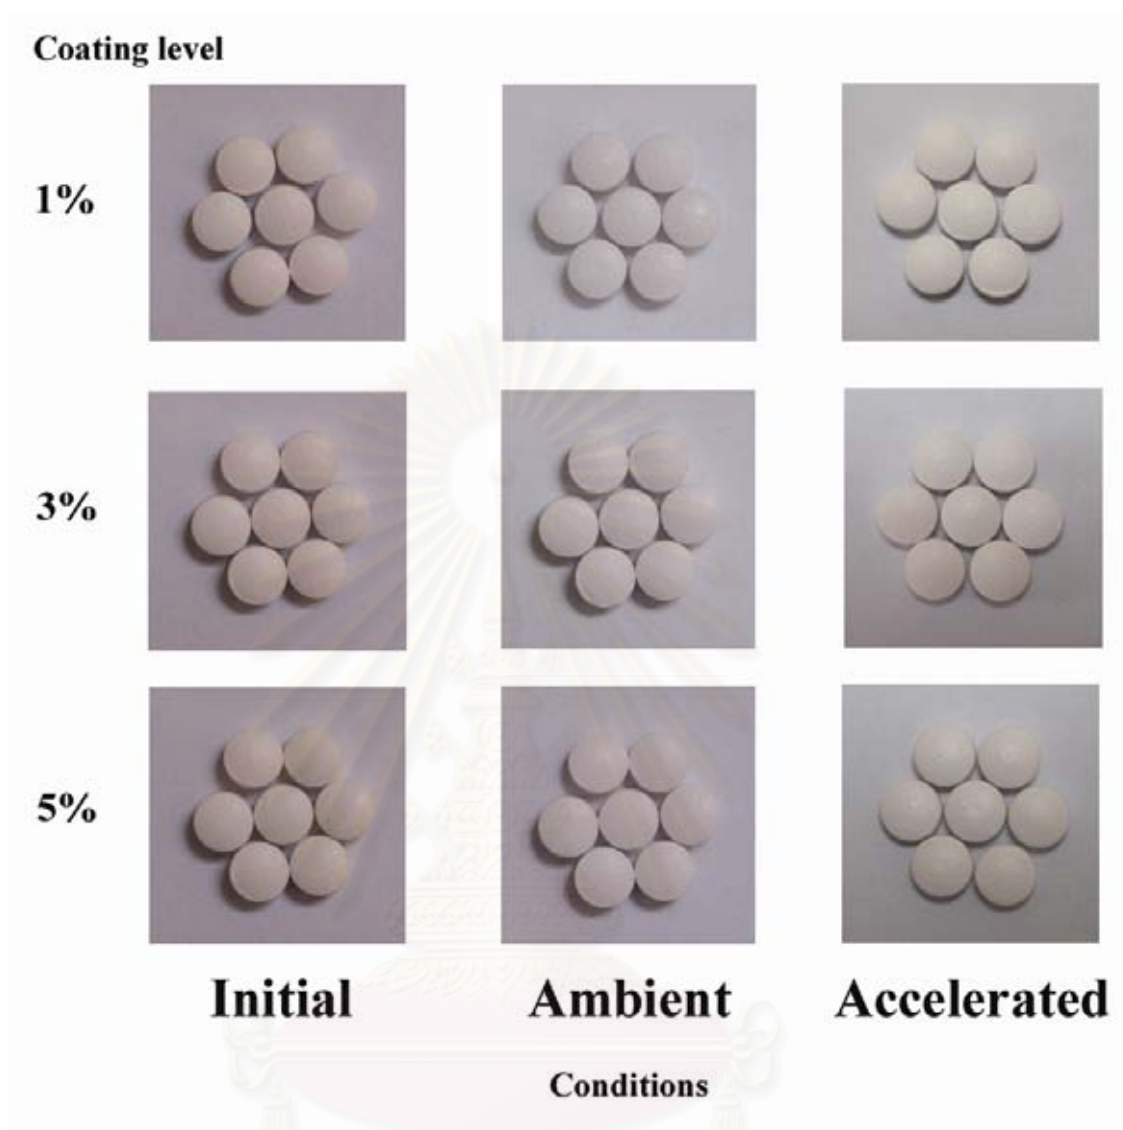 Coating level
1%
3%
5%
Initial Ambient Accelerated
Conditions